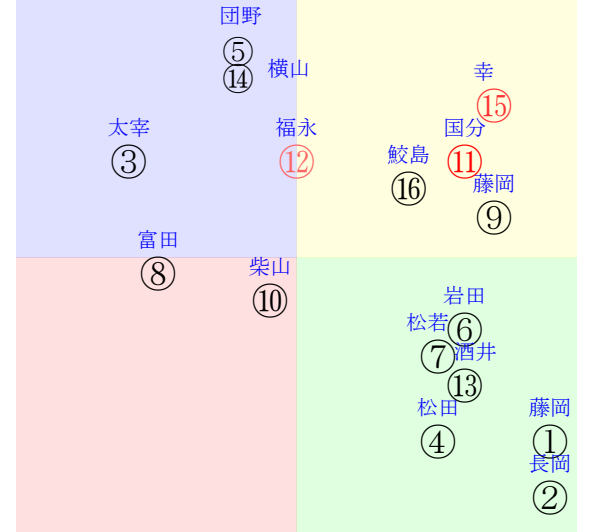 団野
⑤
⑭
横山
幸
⑮
太宰
③
福永
⑫
国分
⑪
鮫島
⑯
藤岡
⑨
富田
⑧
柴山
⑩
岩田
⑥
松若
⑦
酒井
⑬
松田
④
藤岡
①
長岡
②